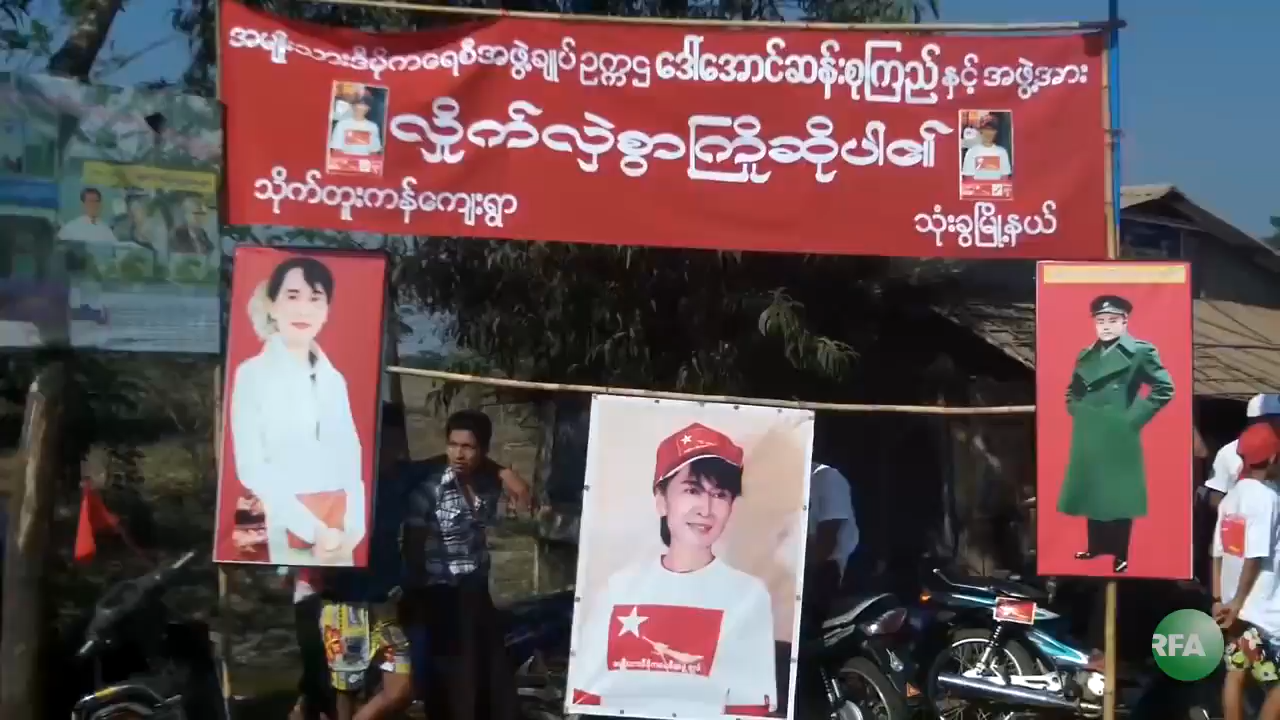 အမျိုးသားဒီမိုကရေစီအဖွဲ့ချုပ် ဥက္ကဋ္ဌ ဒေါ်အောင်ဆန်းစုကြည်နှင့် အဖွဲ့အား
လှိုက်လှဲစွာကြိုဆိုပါ၏
သိုက်တူးကန်ကျေးရွာ
သုံးခွမြို့နယ်
RFA